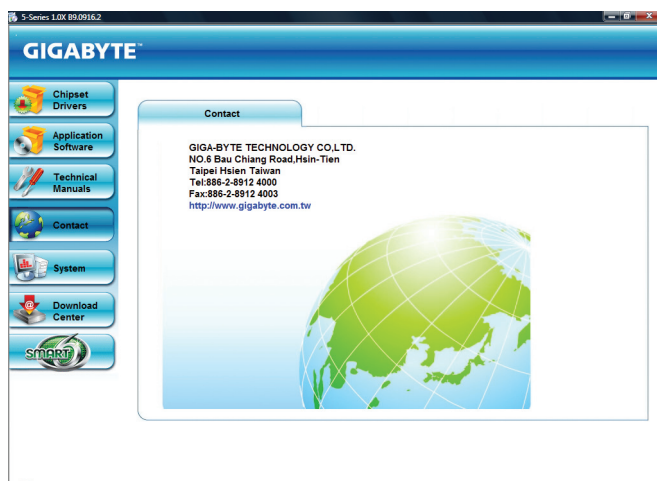 5-Series 1.0X B9.0916.2
GIGABYTE™
Chipset
Drivers
Application
Software
Technical
Manuals
Contact
System
Download
Center
SMART 6
Contact
GIGA-BYTE TECHNOLOGY CO,LTD.
NO.6 Bau Chiang Road,Hsin-Tien
Taipei Hsien Taiwan
Tel:886-2-8912 4000
Fax:886-2-8912 4003
http://www.gigabyte.com.tw